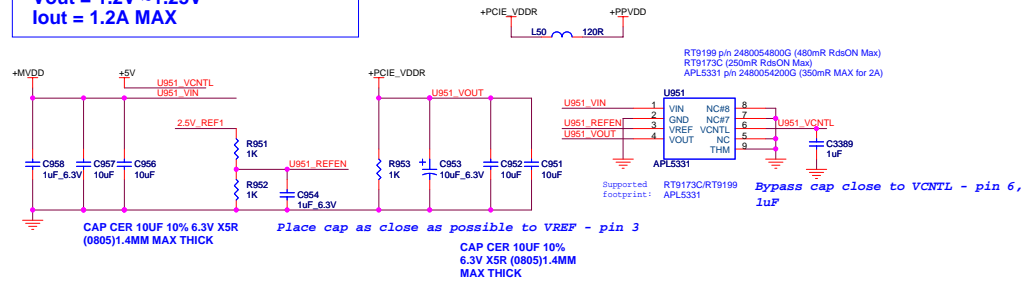 Vout = 1.2V ~1.25V
Iout = 1.2A MAX
+PCIE_VDDR
+PPVDD
L50
120R
RT9199 p/n 2480054800G (480mR RdsON Max)
RT9173C (250mR RdsON Max)
APL5331 p/n 2480054200G (350mR MAX for 2A)
+MVDD
+5V
U951_VCNTL
U951_VIN
+PCIE_VDDR
U951_VOUT
U951
U951_VIN
1
VIN
NC#8
8
2
GND
NC#7
7
U951_REFEN
3
VREF
VCNTL
6
U951_VCNTL
U951_VOUT
4
VOUT
NC
5
THM
9
APL5331
2.5V_REF1
R951
1K
U951_REFEN
C958
1uF_6.3V
C957
10uF
C956
10uF
R952
1K
C954
1uF_6.3V
R953
1K
+
C953
10uF_6.3V
C952
10uF
C951
10uF
C3389
1uF
Supported footprint:
RT9173C/RT9199
APL5331
Bypass cap close to VCNTL - pin 6,
1uF
CAP CER 10UF 10% 6.3V X5R
(0805)1.4MM MAX THICK
Place cap as close as possible to VREF - pin 3
CAP CER 10UF 10%
6.3V X5R (0805)1.4MM
MAX THICK